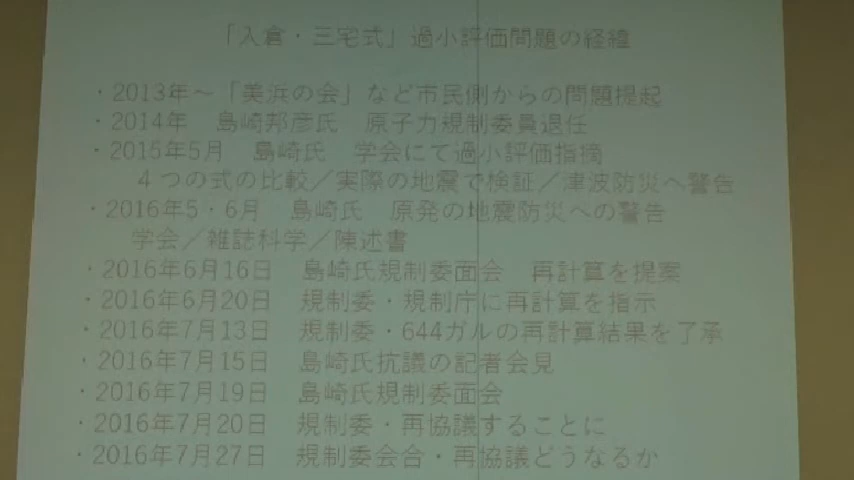 「入倉・三宅式」過小評価問題の経緯
・2013年～「美浜の会」など市民側からの問題提起
・2014年　島崎邦彦氏　原子力規制委員退任
・2015年5月　島崎氏　学会にて過小評価指摘
４つの式の比較／実際の地震で検証／津波防災へ警告
・2016年5・6月　島崎氏　原発の地震防災への警告
学会／雑誌科学／陳述書
・2016年6月16日　島崎氏規制委面会　再計算を提案
・2016年6月20日　規制委・規制庁に再計算を指示
・2016年7月13日　規制委・644ガルの再計算結果を了承
・2016年7月15日　島崎氏抗議の記者会見
・2016年7月19日　島崎氏規制委面会
・2016年7月20日　規制委・再協議することに
・2016年7月27日　規制委会合・再協議どうなるか